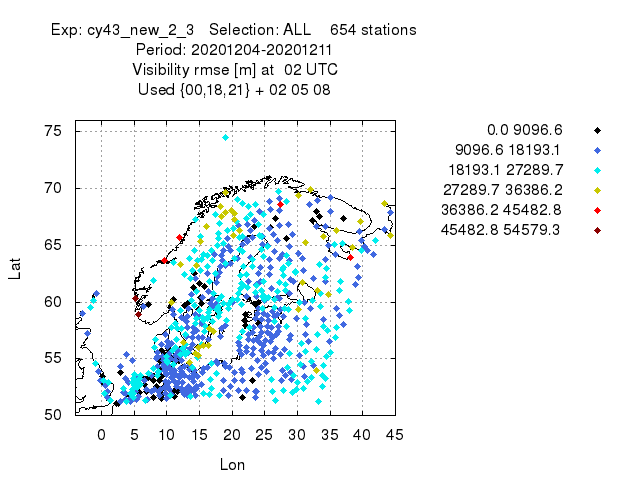 Exp: cy43_new_2_3 Selection: ALL 654 stations
Period: 20201204-20201211
Visibility rmse [m] at 02 UTC
Used {00,18,21} + 02 05 08
0.0 9096.6
9096.6 18193.1
18193.1 27289.7
27289.7 36386.2
36386.2 45482.8
45482.8 54579.3
75
70
65
60
55
50
Lat
0 5 10 15 20 25 30 35 40 45
Lon